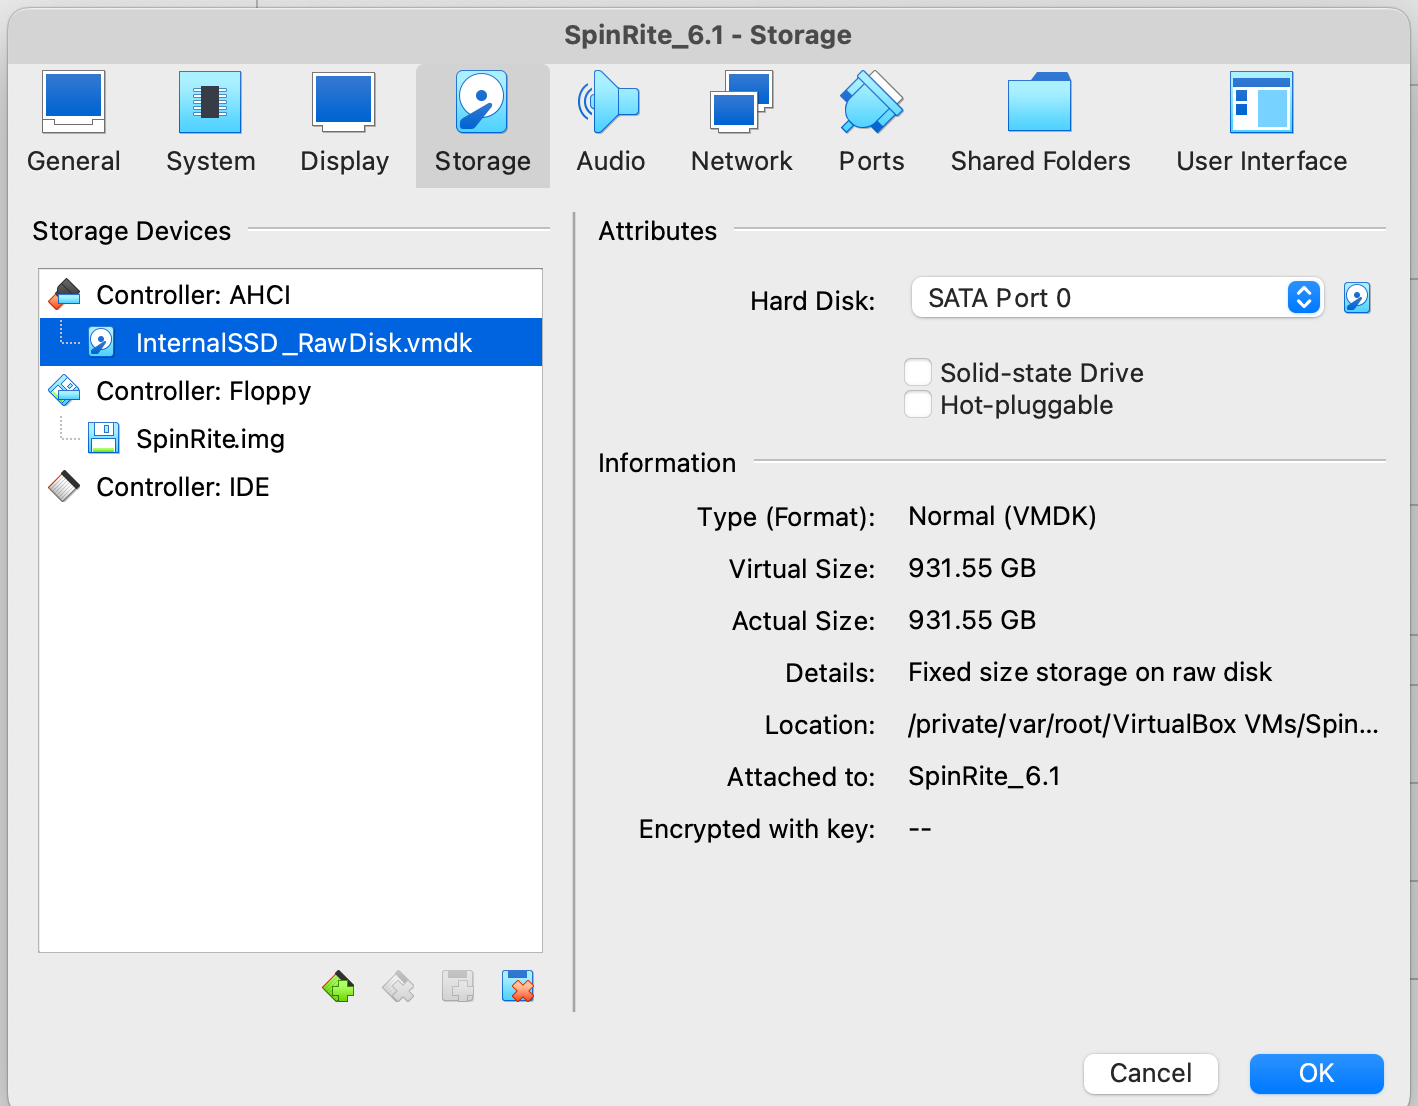 SpinRite_6.1 - Storage
General
System
Display
Storage
Audio
Network
Ports
Shared Folders
User Interface
Storage Devices
Controller: AHCI
InternalSSD_RawDisk.vmdk
Controller: Floppy
SpinRite.img
Controller: IDE
Attributes
Hard Disk: SATA Port 0
Solid-state Drive
Hot-pluggable
Information
Type (Format): Normal (VMDK)
Virtual Size: 931.55 GB
Actual Size: 931.55 GB
Details: Fixed size storage on raw disk
Location: /private/var/root/VirtualBox VMs/Spin...
Attached to: SpinRite_6.1
Encrypted with key: --
Cancel
OK